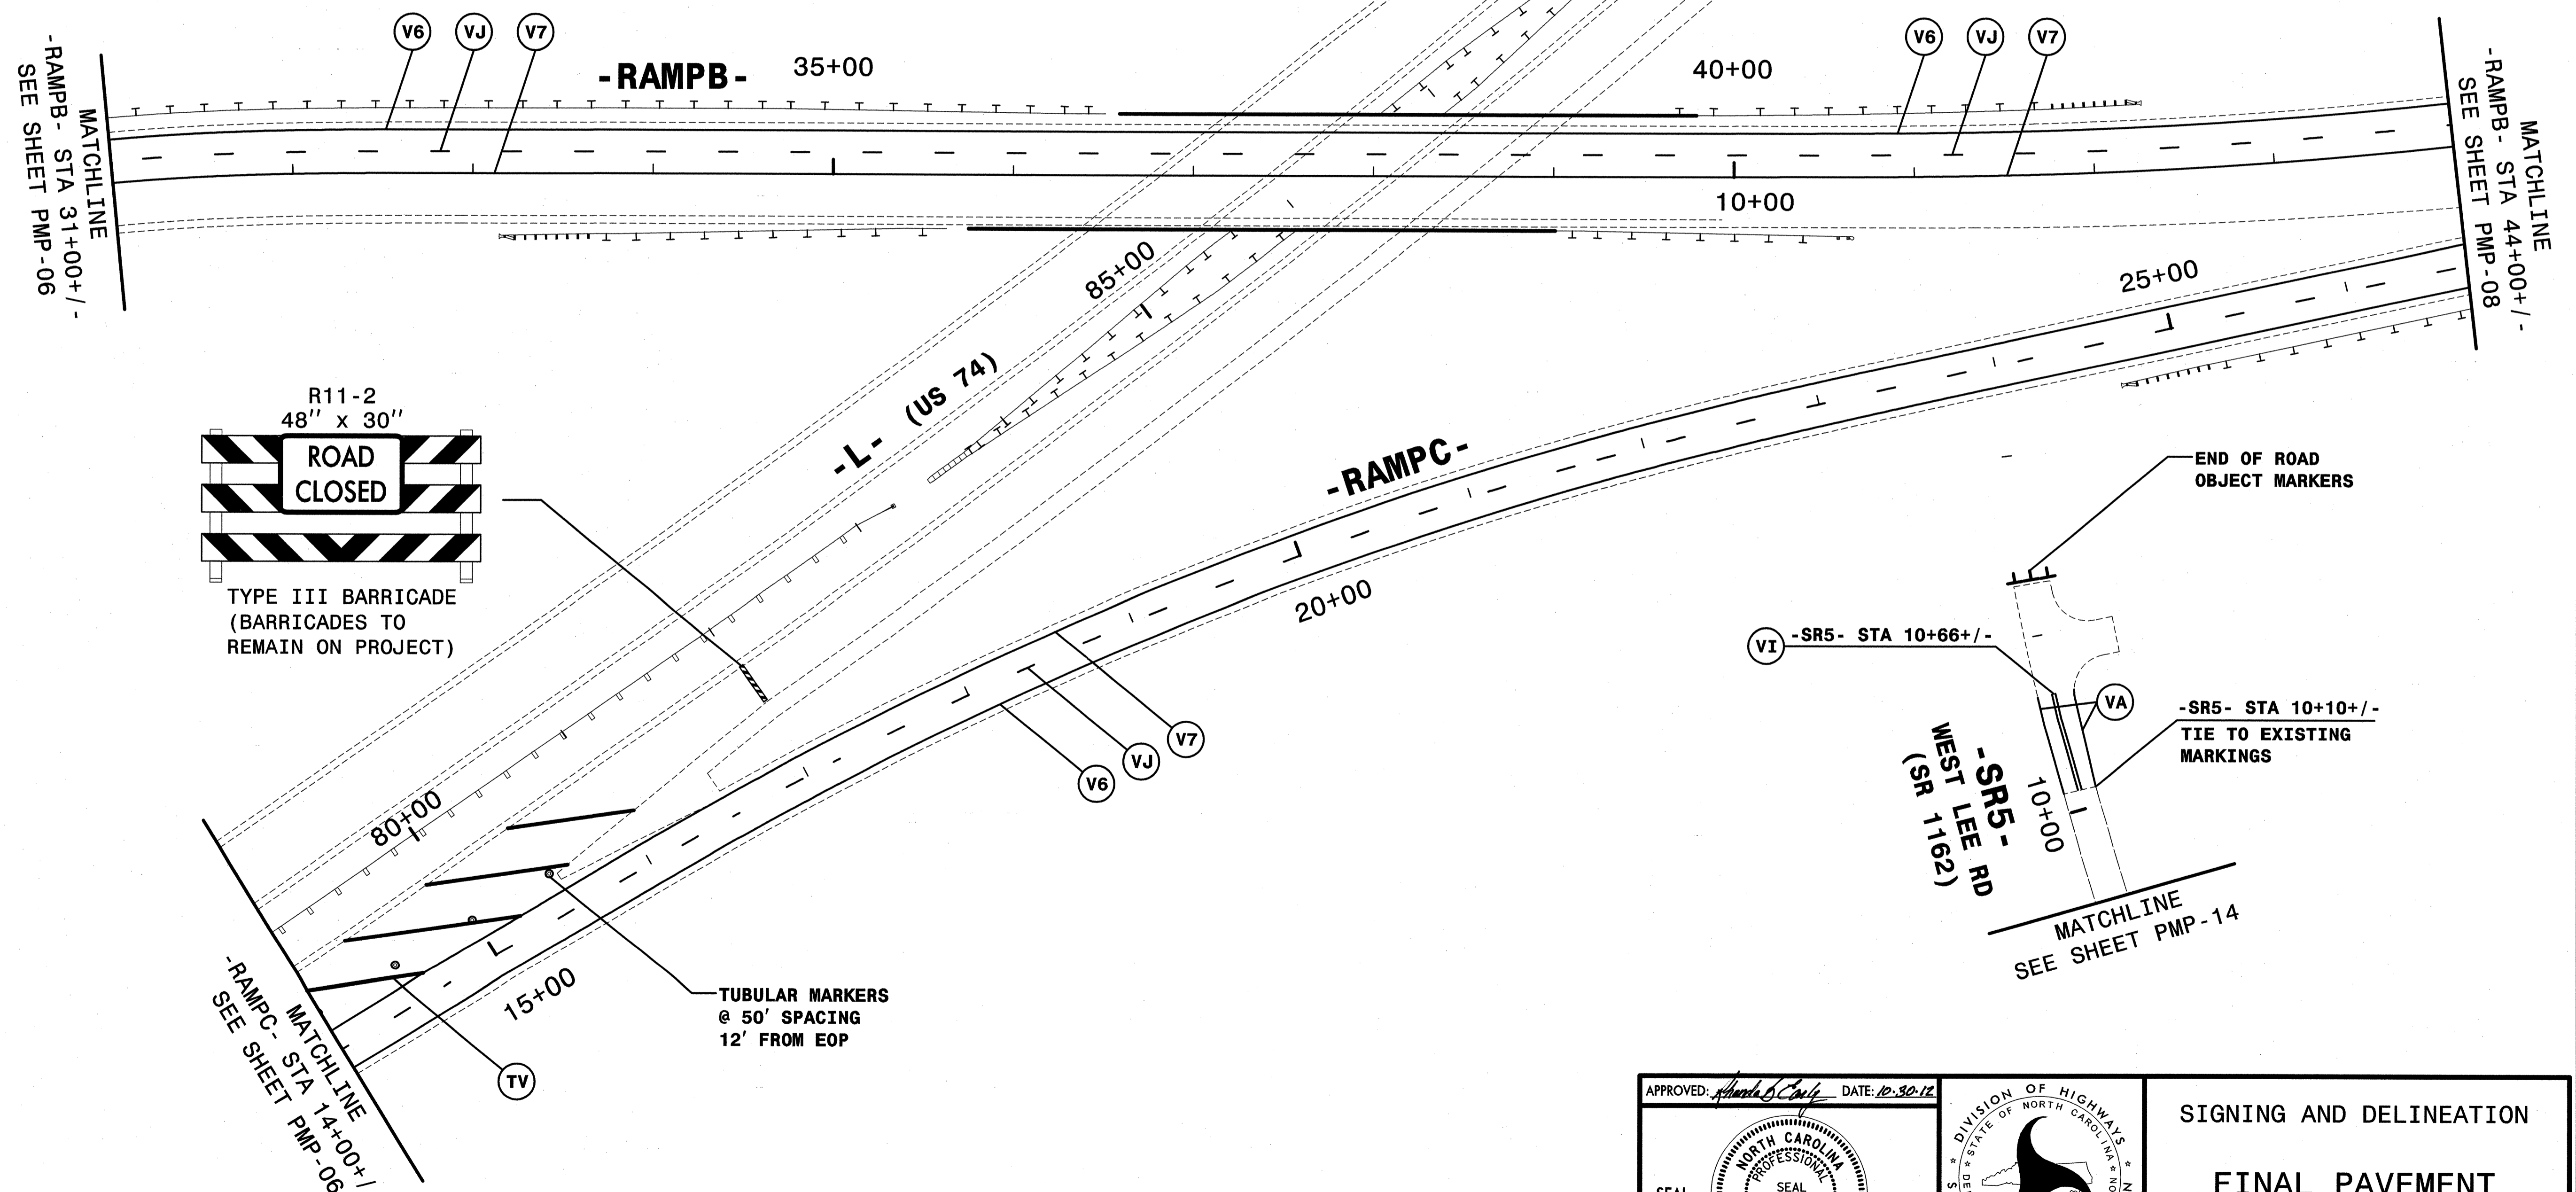 MATCHLINE
-RAMPB- STA 31+00+/-
SEE SHEET PMP-06
V6
VJ
V7
-RAMPB-
35+00
40+00
V6
VJ
V7
MATCHLINE
-RAMPB- STA 44+00+/-
SEE SHEET PMP-08
10+00
85+00
25+00
-L- (US 74)
R11-2
48" x 30"
ROAD
CLOSED
TYPE III BARRICADE
(BARRICADES TO
REMAIN ON PROJECT)
-RAMPC-
20+00
END OF ROAD
OBJECT MARKERS
VI
-SR5- STA 10+66+/-
VA
-SR5- STA 10+10+/-
TIE TO EXISTING
MARKINGS
-SR5-
WEST LEE RD
(SR 1162)
10+00
MATCHLINE
SEE SHEET PMP-14
V7
VJ
V6
80+00
15+00
TUBULAR MARKERS
@ 50' SPACING
12' FROM EOP
TV
MATCHLINE
-RAMPC- STA 14+00+/
SEE SHEET PMP-06
APPROVED:
DATE: 10-30-12
NORTH CAROLINA
PROFESSIONAL
SEAL
SEAL
DIVISION OF HIGHWAYS
STATE OF NORTH CAROLINA
SIGNING AND DELINEATION
FINAL PAVEMENT